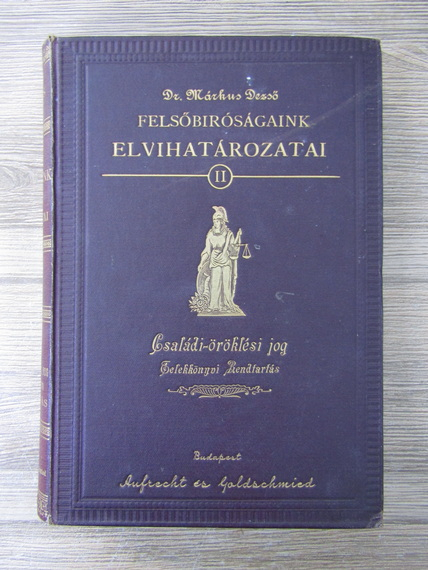 Dr. Márkus Dezső
FELSŐBIRÓSÁGAINK
ELVIHATÁROZATAI
II
Családi-öröklési jog
Telekkönyvi Rendtartás
Budapest
Aufrecht és Goldschmied